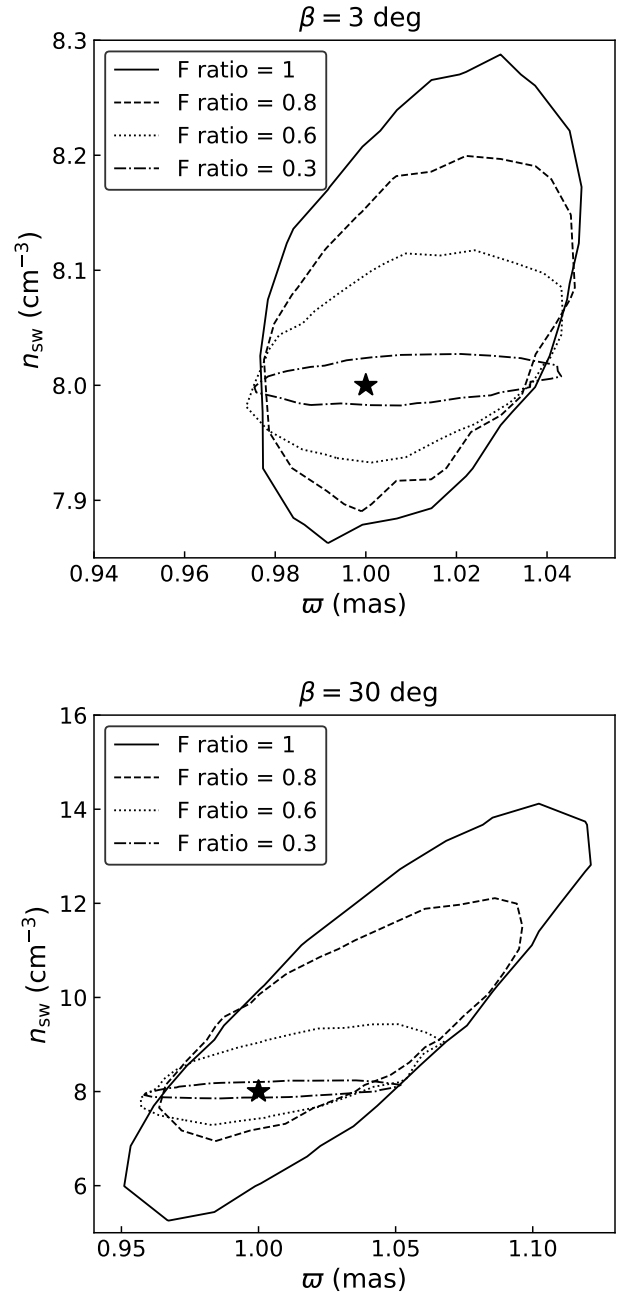 β = 3 deg
8.3
8.2
8.1
8.0
7.9
n_sw (cm⁻³)
F ratio = 1
F ratio = 0.8
F ratio = 0.6
F ratio = 0.3
0.94 0.96 0.98 1.00 1.02 1.04
ϖ (mas)
β = 30 deg
16
14
12
10
8
6
n_sw (cm⁻³)
F ratio = 1
F ratio = 0.8
F ratio = 0.6
F ratio = 0.3
0.95 1.00 1.05 1.10
ϖ (mas)